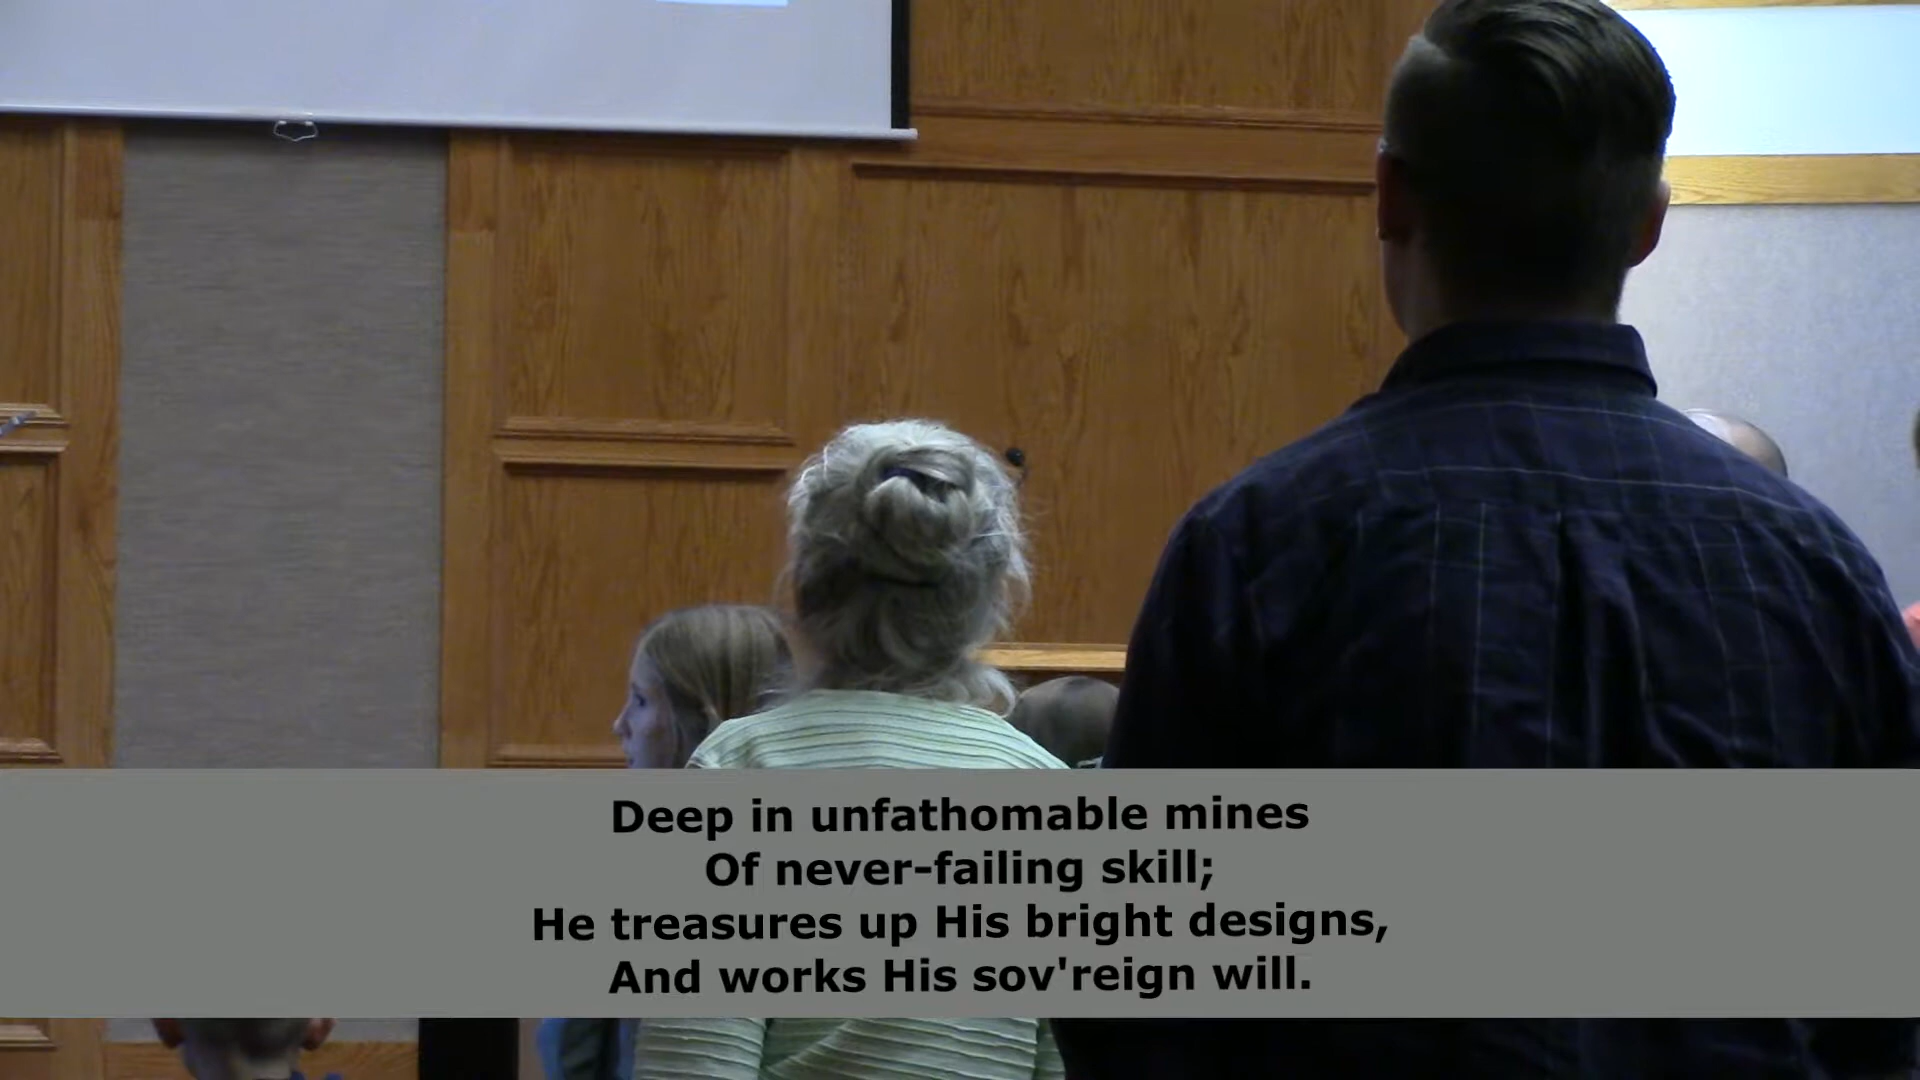 Deep in unfathomable mines
Of never-failing skill;
He treasures up His bright designs,
And works His sov'reign will.